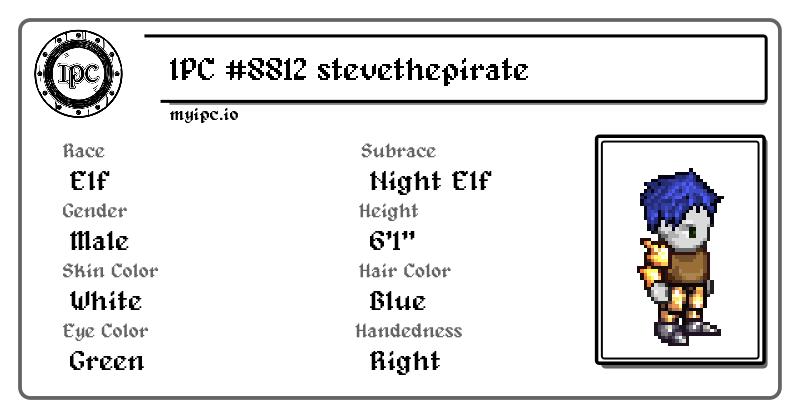 IPC
IPC #8812 stevethepirate
myipc.io
Race
Elf
Subrace
Night Elf
Gender
Male
Height
6'1"
Skin Color
White
Hair Color
Blue
Eye Color
Green
Handedness
Right